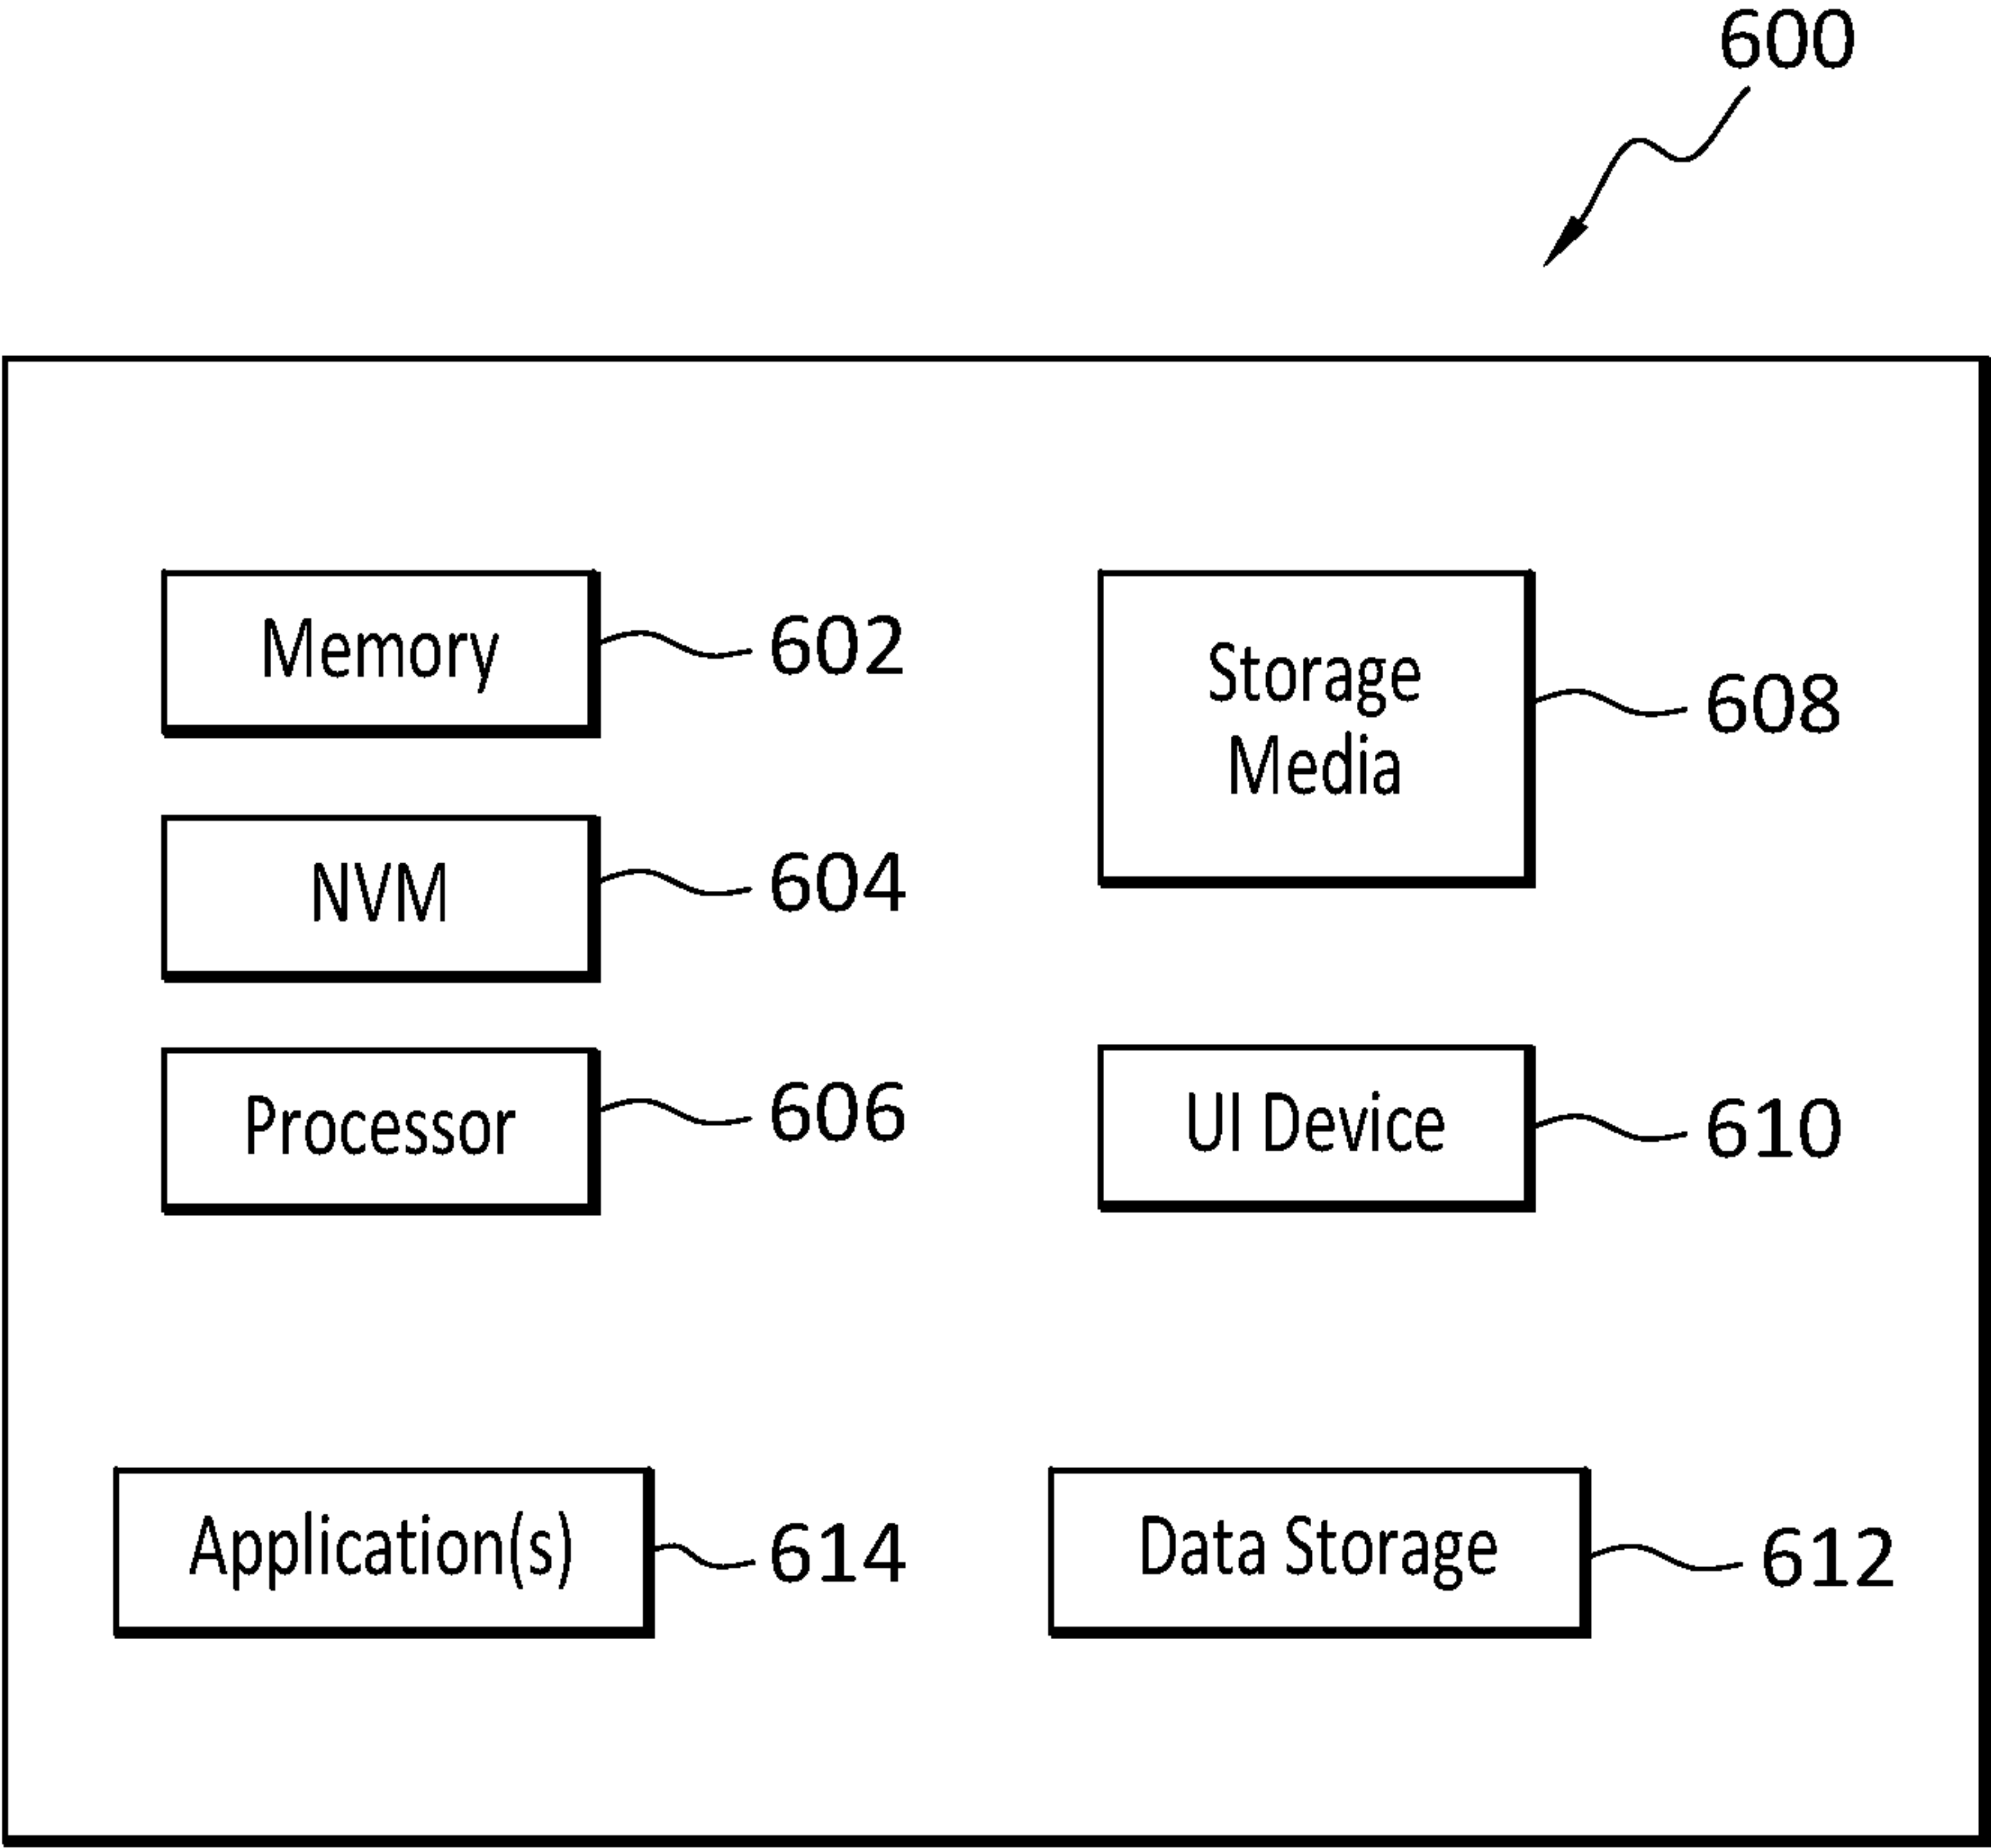 600
Memory
602
Storage
Media
608
NVM
604
Processor
606
UI Device
610
Application(s)
614
Data Storage
612